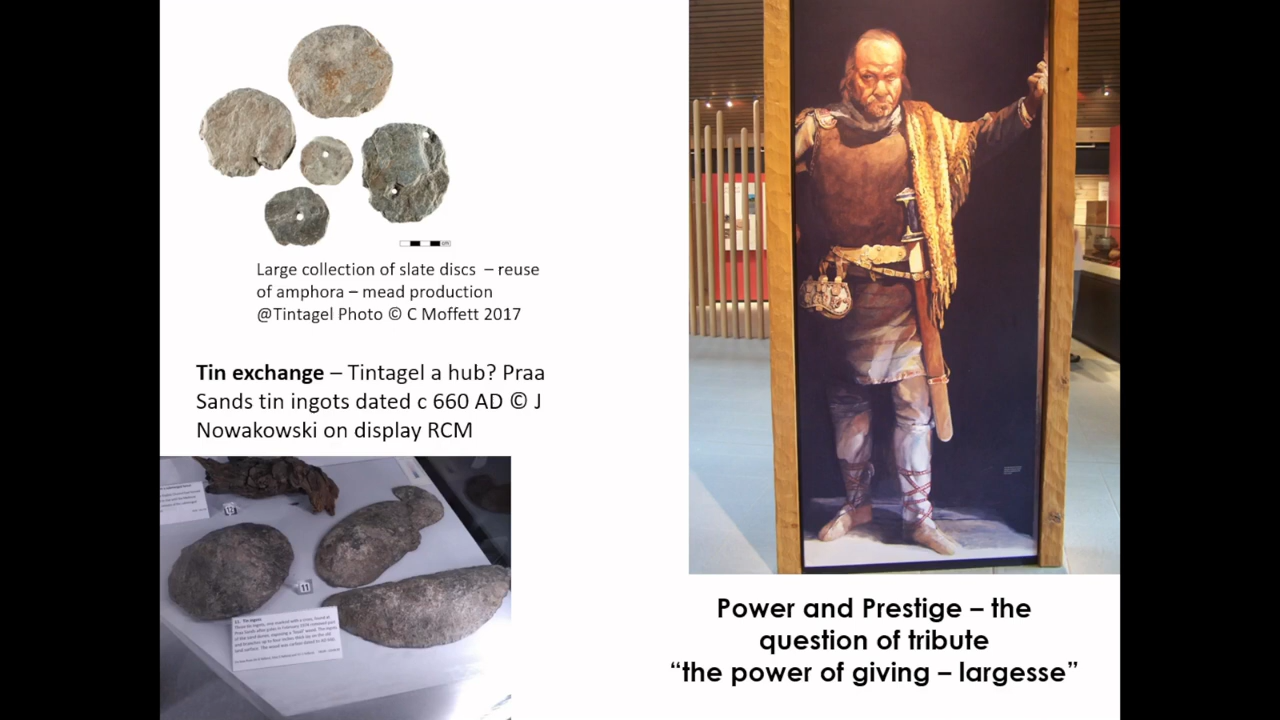 Large collection of slate discs – reuse
of amphora – mead production
@Tintagel Photo © C Moffett 2017
Tin exchange – Tintagel a hub? Praa
Sands tin ingots dated c 660 AD © J
Nowakowski on display RCM
11
Power and Prestige – the
question of tribute
“the power of giving – largesse”